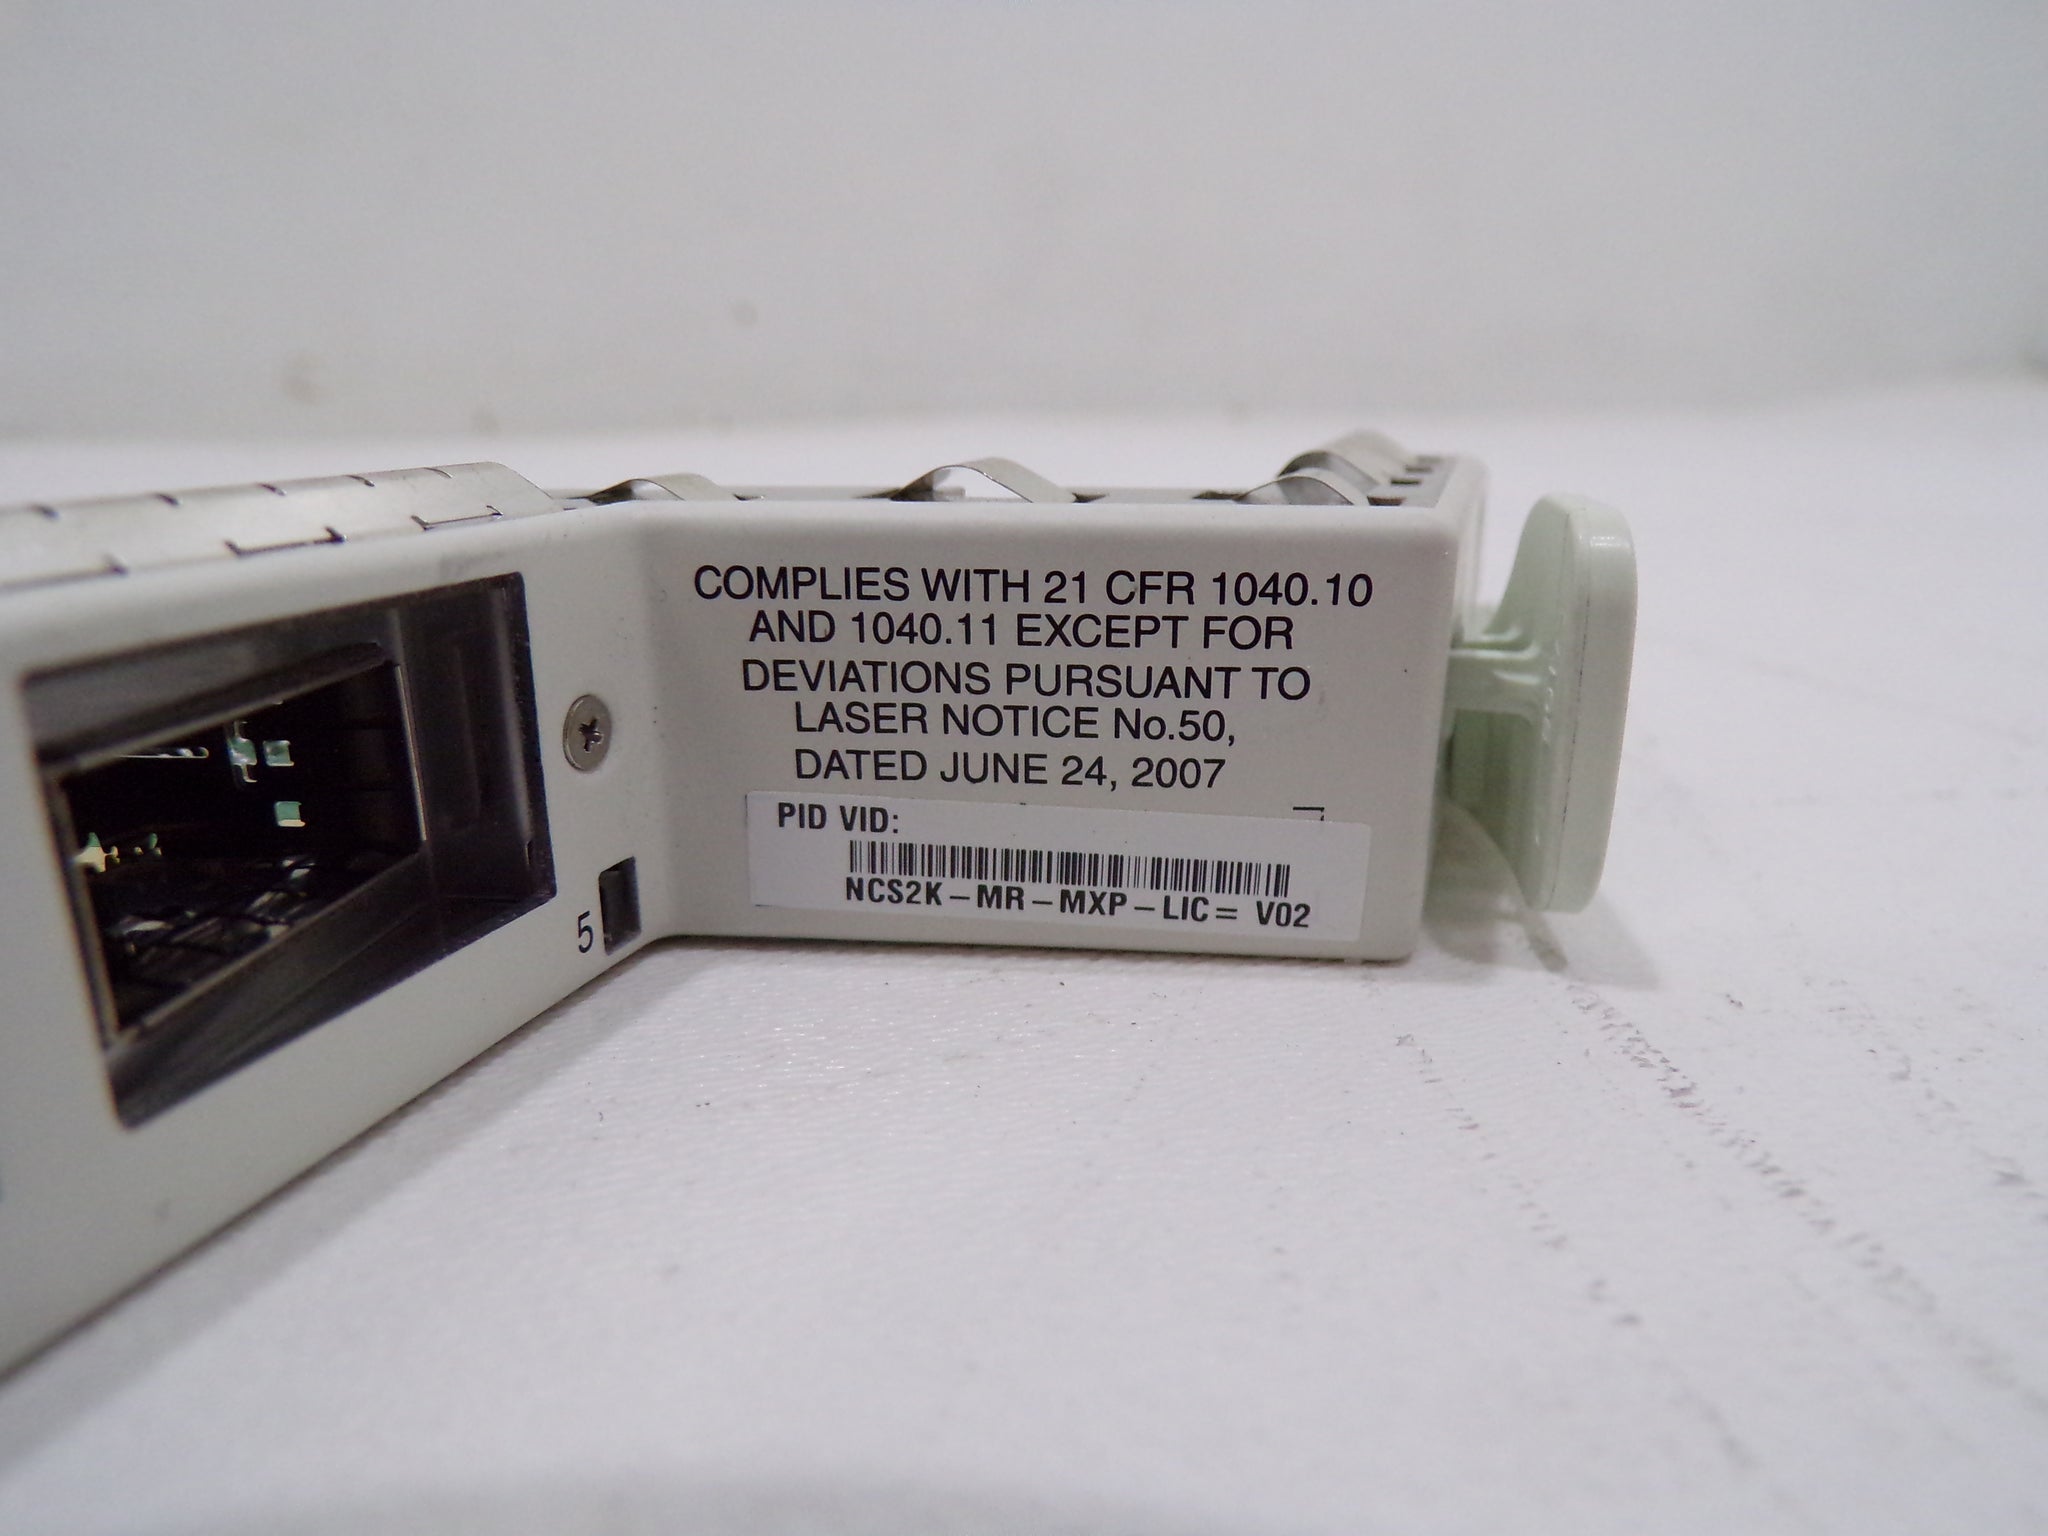 COMPLIES WITH 21 CFR 1040.10
AND 1040.11 EXCEPT FOR
DEVIATIONS PURSUANT TO
LASER NOTICE No.50,
DATED JUNE 24, 2007
PID VID:
NCS2K-MR-MXP-LIC= V02
5